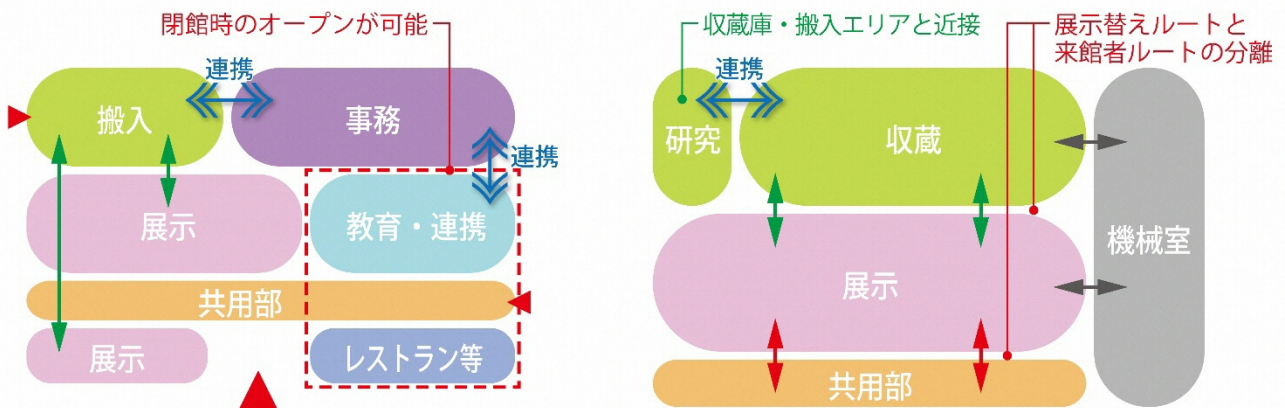 閉館時のオープンが可能
連携
搬入
事務
連携
展示
教育・連携
共用部
展示
レストラン等
収蔵庫・搬入エリアと近接
展示替えルートと
来館者ルートの分離
連携
研究
収蔵
機械室
展示
共用部